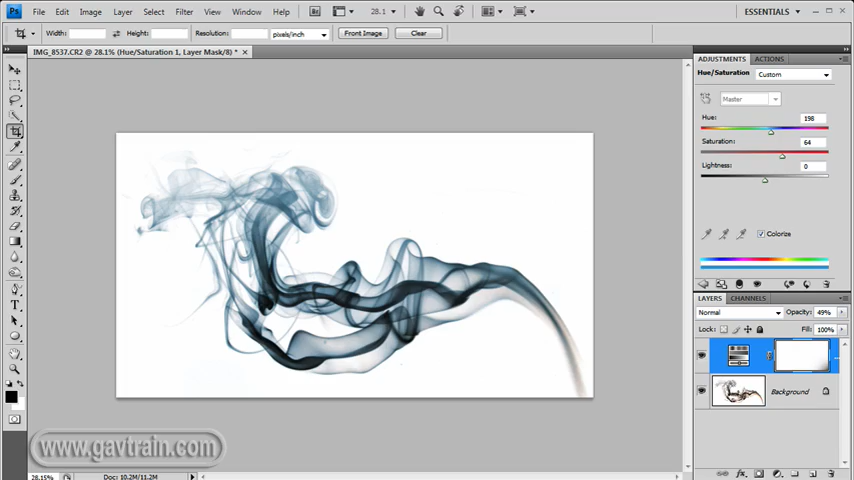 Ps File Edit Image Layer Select Filter View Window Help Br 28.1 ESSENTIALS
Width: Height: Resolution: pixels/inch Front Image Clear
IMG_8537.CR2 @ 28.1% (Hue/Saturation 1, Layer Mask/8) *
ADJUSTMENTS ACTIONS
Hue/Saturation Custom
Master
Hue: 198
Saturation: 64
Lightness: 0
Colorize
LAYERS CHANNELS
Normal Opacity: 49%
Lock: Fill: 100%
Background
T
www.gavtrain.com
28.15% Doc: 10.2M/11.2M
fx